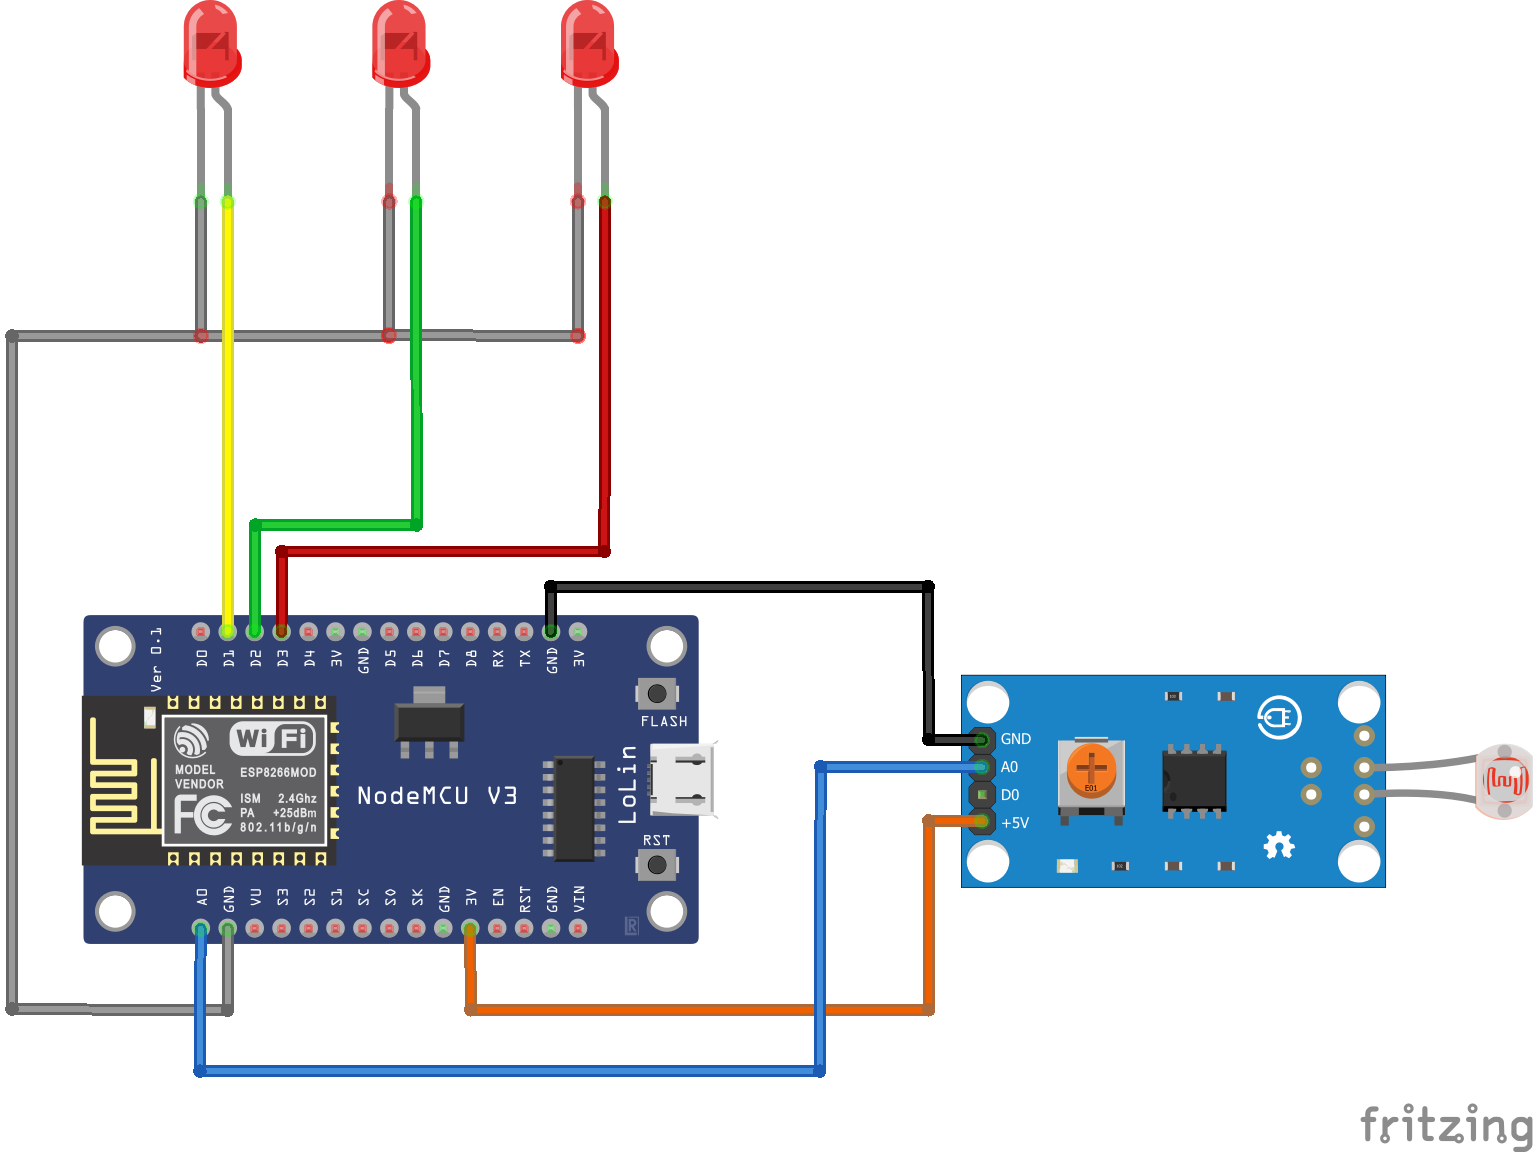 Ver 0.1
D0
D1
D2
D3
D4
3V
GND
D5
D6
D7
D8
RX
TX
GND
3V
FLASH
WiFi
MODEL
VENDOR
ESP8266MOD
FC
ISM 2.4Ghz
PA +25dBm
802.11b/g/n
NodeMCU V3
LoLin
RST
A0
GND
VU
S3
S2
S1
SC
S0
SK
GND
3V
EN
RST
GND
VIN
GND
A0
D0
+5V
E01
fritzing